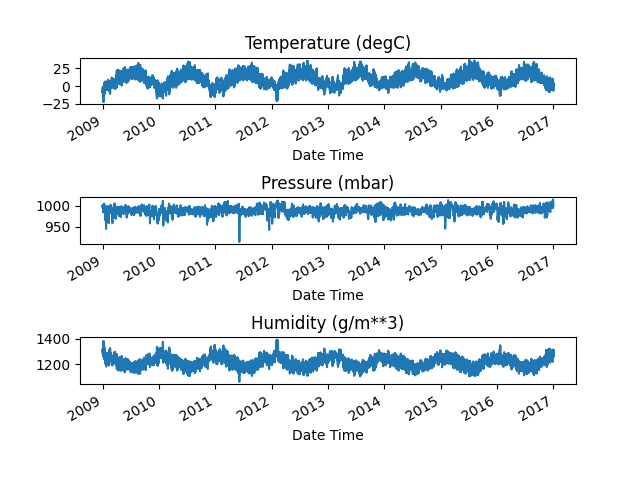 Temperature (degC)
25
0
−25
2009 2010 2011 2012 2013 2014 2015 2016 2017
Date Time
Pressure (mbar)
1000
950
2009 2010 2011 2012 2013 2014 2015 2016 2017
Date Time
Humidity (g/m**3)
1400
1200
2009 2010 2011 2012 2013 2014 2015 2016 2017
Date Time